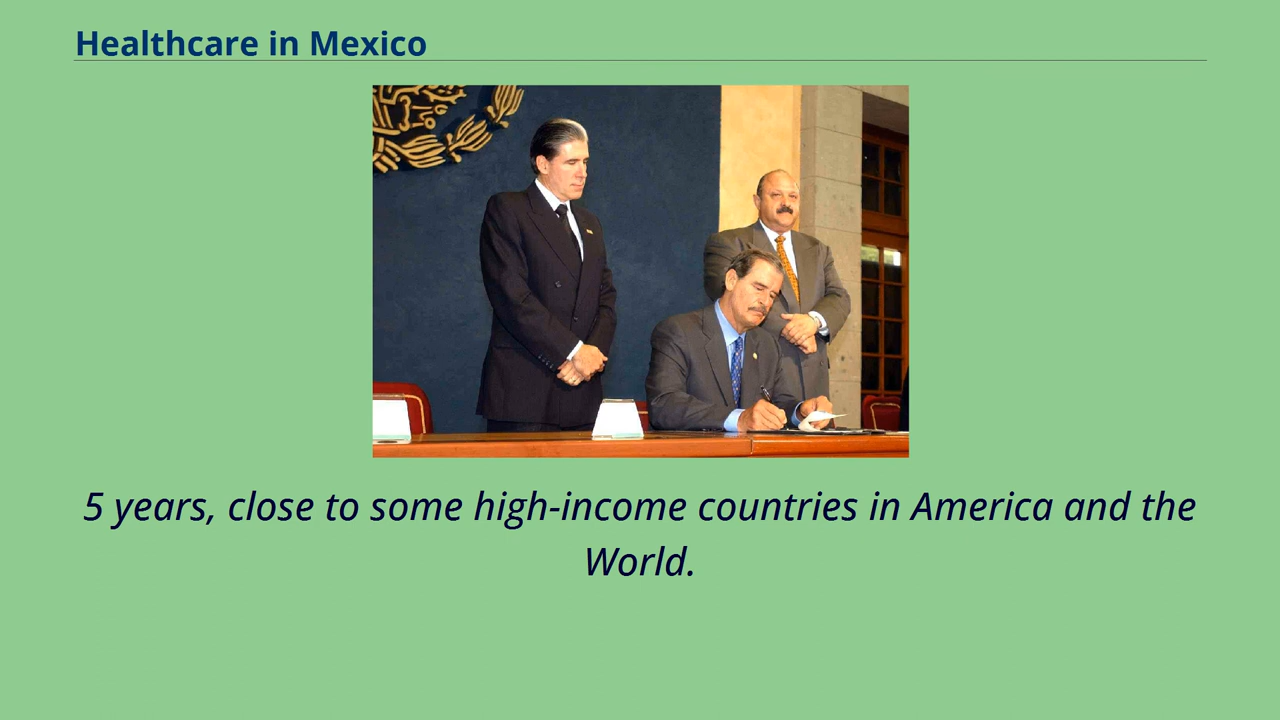 Healthcare in Mexico
5 years, close to some high-income countries in America and the
World.